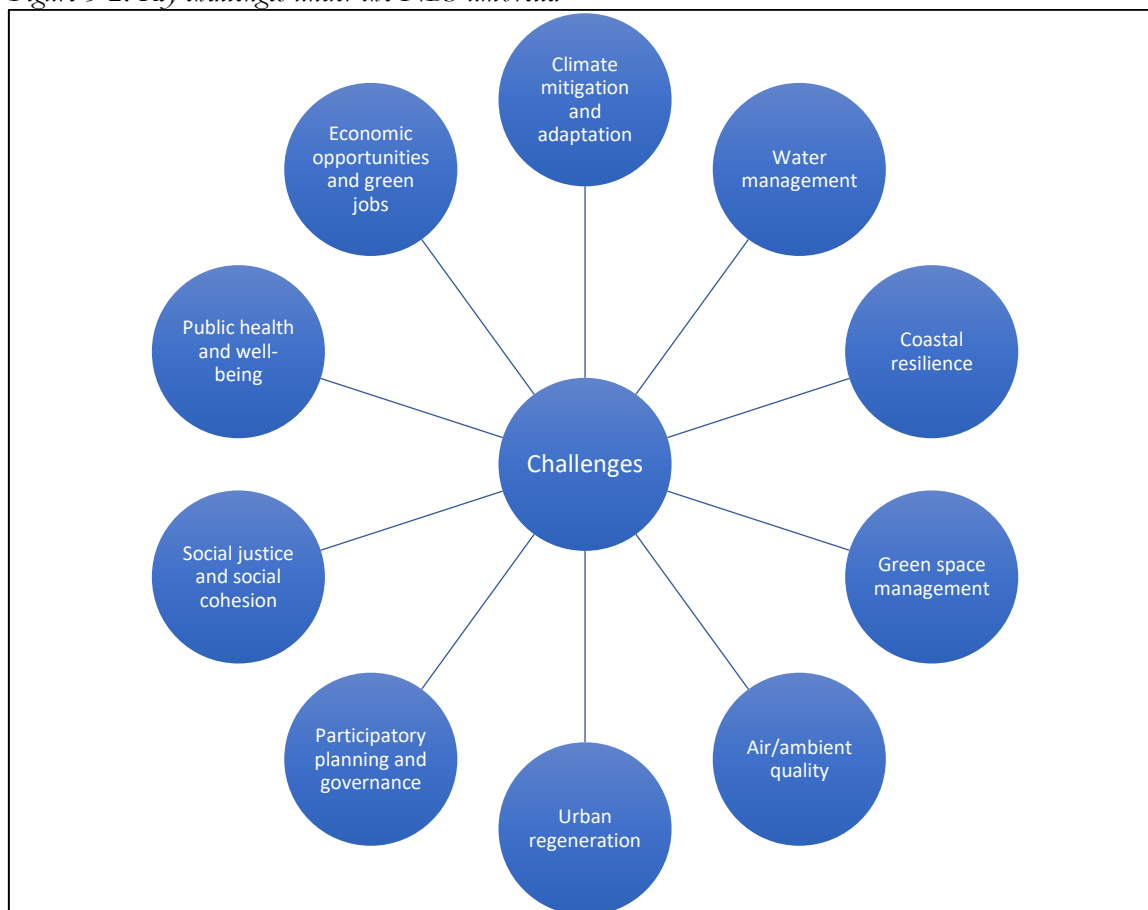 Climate
mitigation
and
adaptation
Water
management
Coastal
resilience
Green space
management
Air/ambient
quality
Urban
regeneration
Participatory
planning and
governance
Social justice
and social
cohesion
Public health
and well-
being
Economic
opportunities
and green
jobs
Challenges